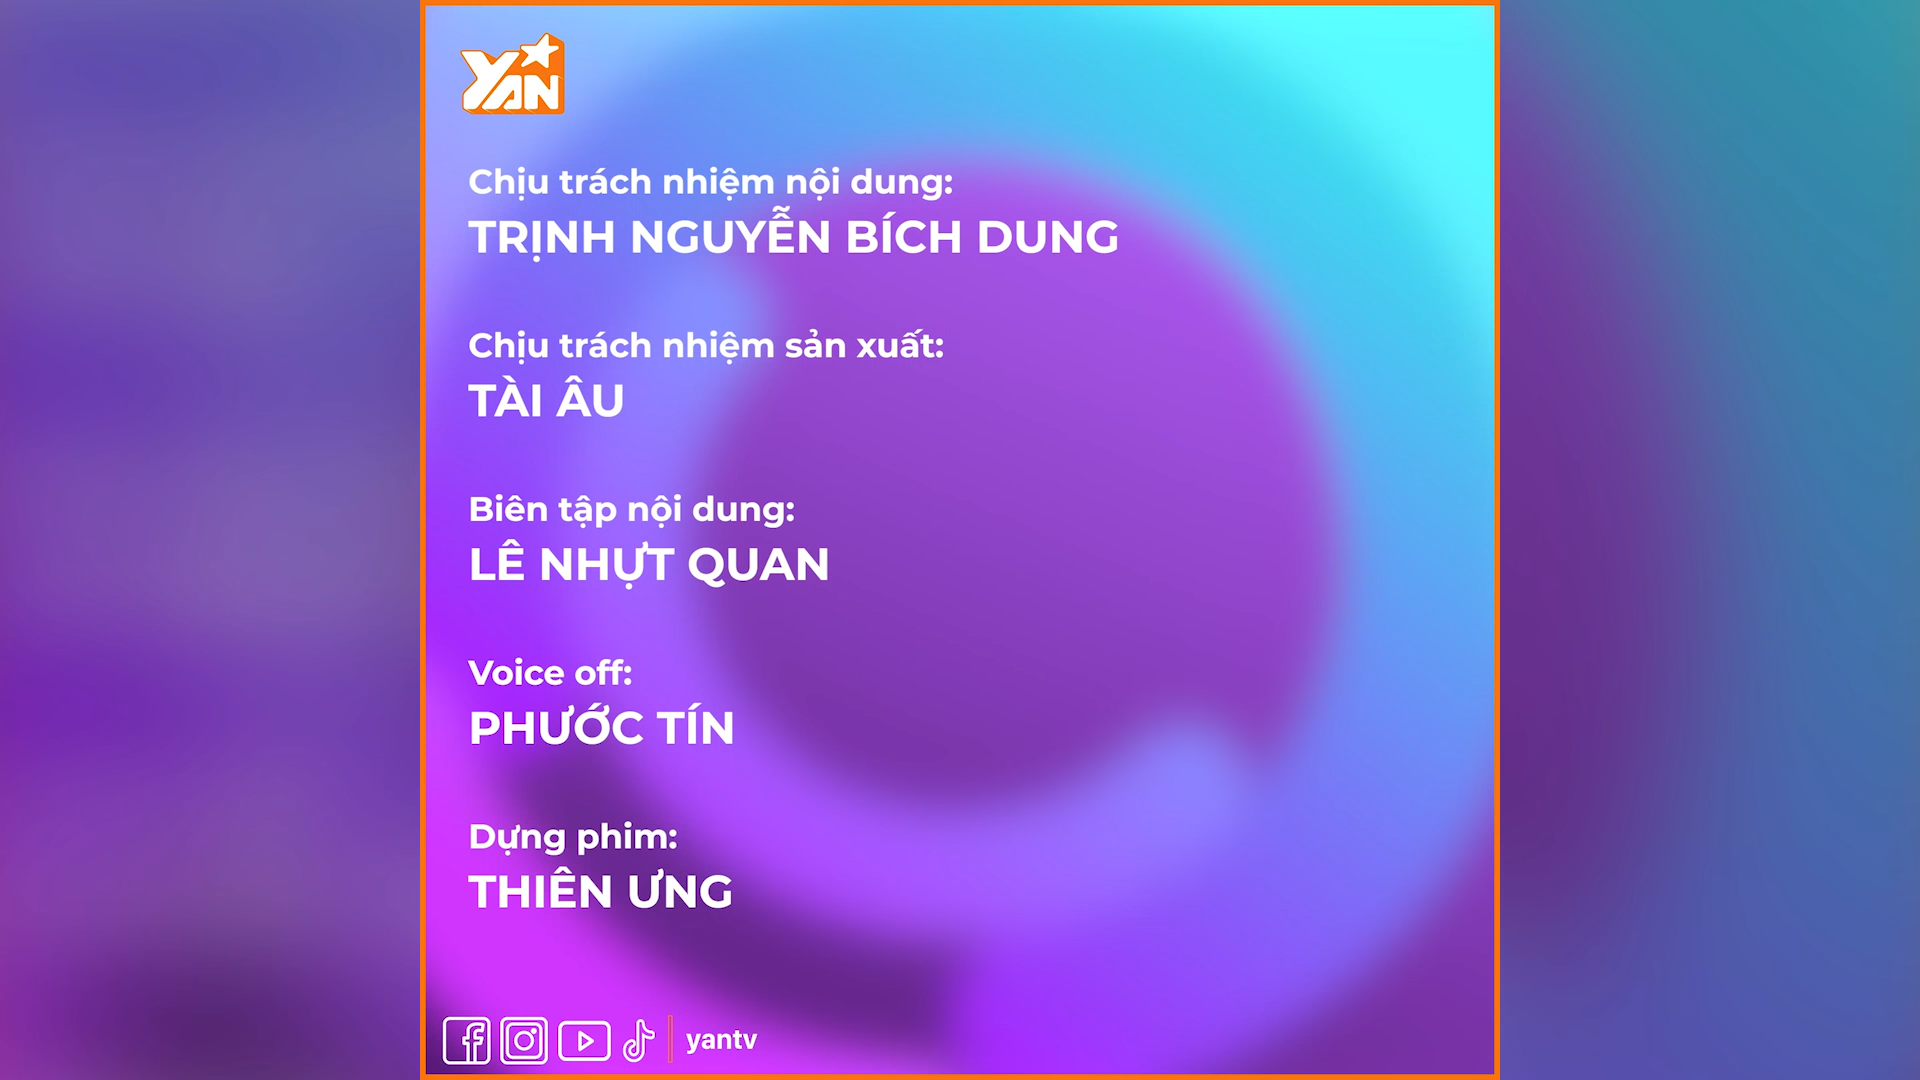 YAN
Chịu trách nhiệm nội dung:
TRỊNH NGUYỄN BÍCH DUNG
Chịu trách nhiệm sản xuất:
TÀI ÂU
Biên tập nội dung:
LÊ NHỰT QUAN
Voice off:
PHƯỚC TÍN
Dựng phim:
THIÊN ƯNG
yantv